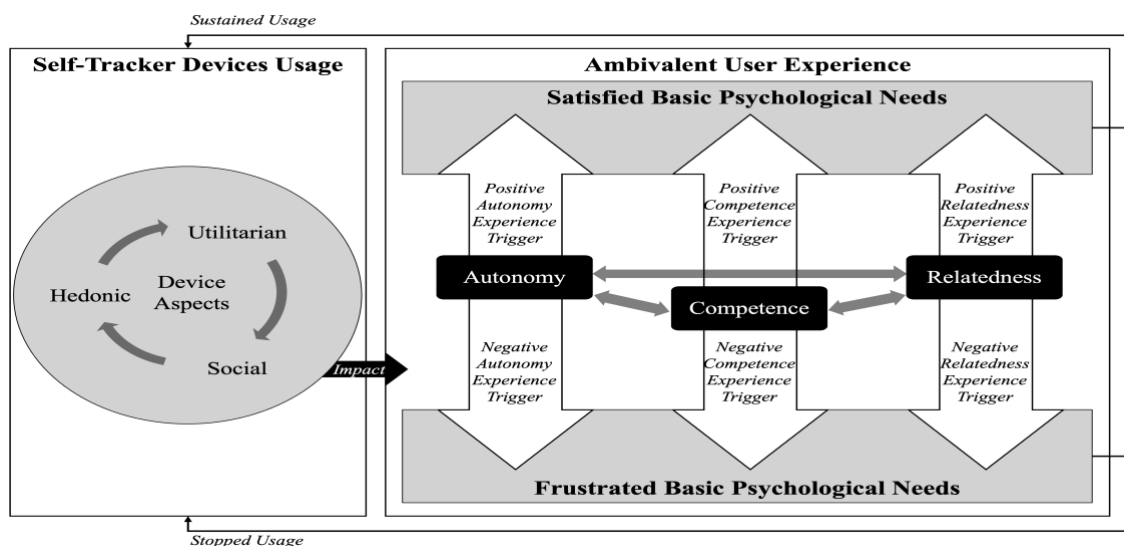 Sustained Usage
Self-Tracker Devices Usage
Utilitarian
Hedonic
Device
Aspects
Social
Impact
Ambivalent User Experience
Satisfied Basic Psychological Needs
Positive
Autonomy
Experience
Trigger
Positive
Competence
Experience
Trigger
Positive
Relatedness
Experience
Trigger
Autonomy
Competence
Relatedness
Negative
Autonomy
Experience
Trigger
Negative
Competence
Experience
Trigger
Negative
Relatedness
Experience
Trigger
Frustrated Basic Psychological Needs
Stopped Usage